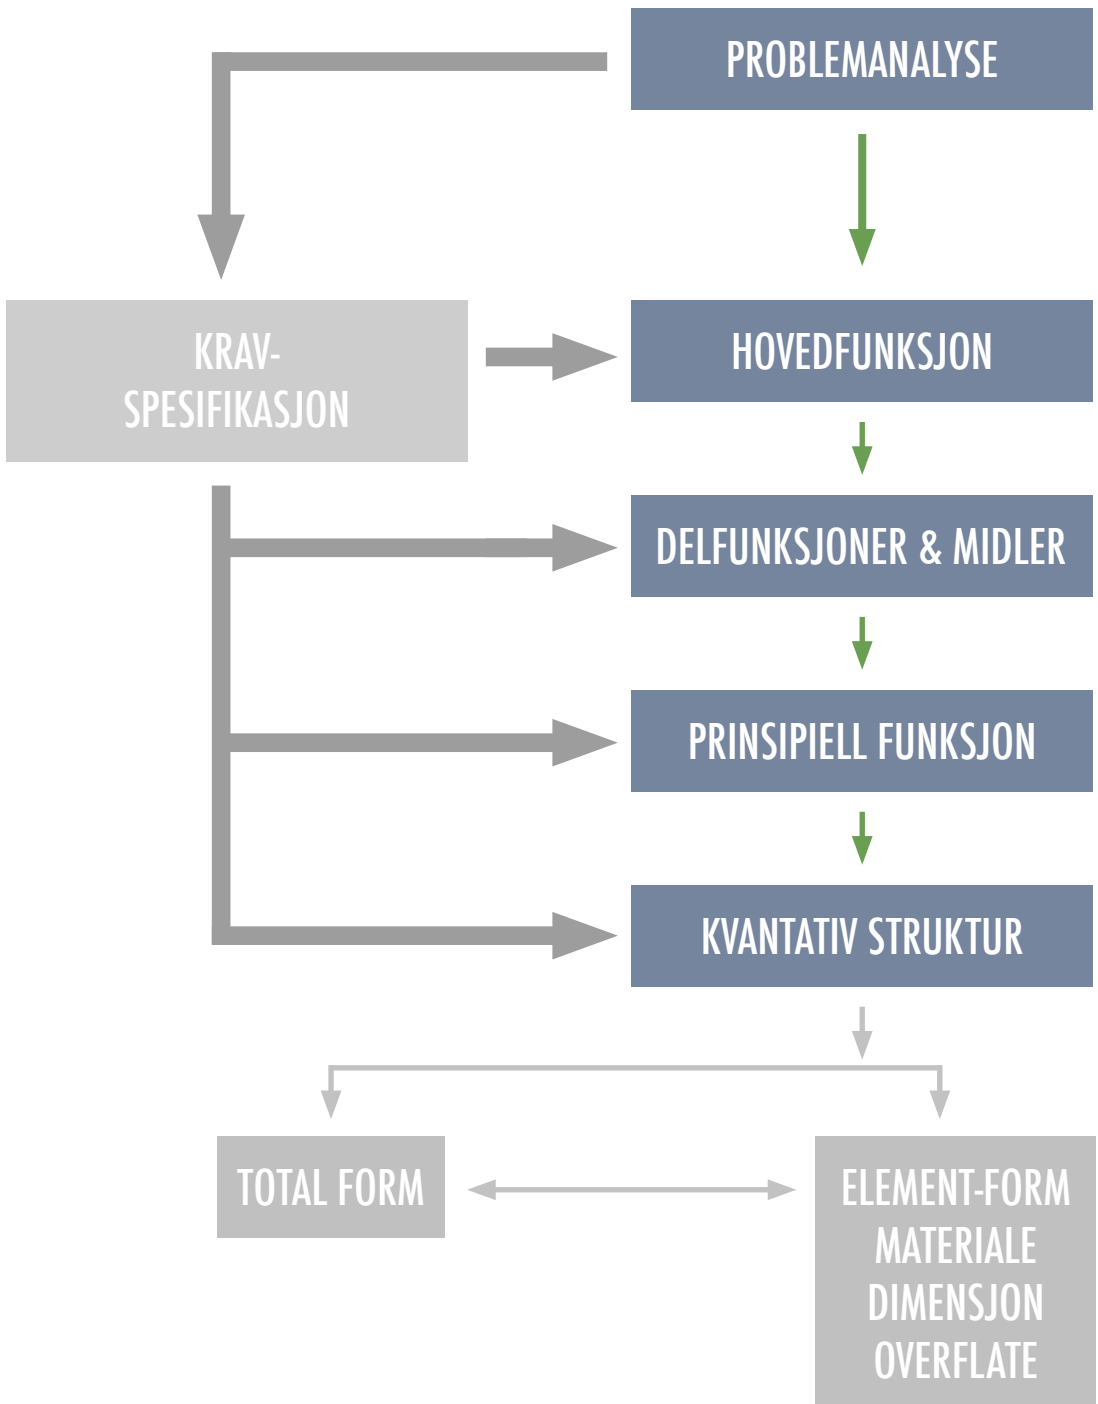 PROBLEMANALYSE
KRAV-
SPESIFIKASJON
HOVEDFUNKSJON
DELFUNKSJONER & MIDLER
PRINSIPIELL FUNKSJON
KVANTATIV STRUKTUR
TOTAL FORM
ELEMENT-FORM
MATERIALE
DIMENSJON
OVERFLATE